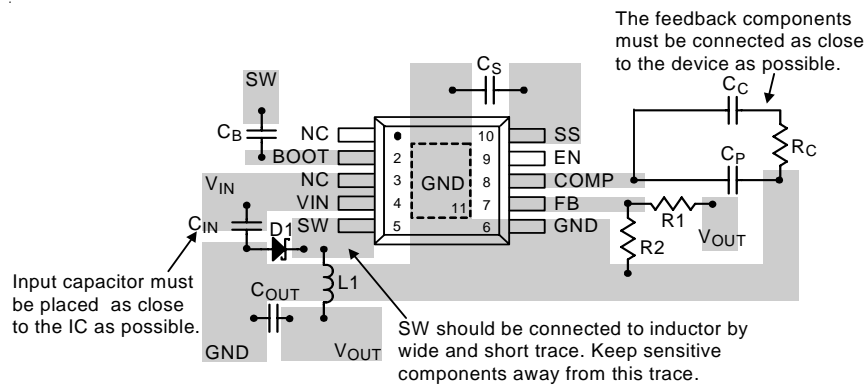 The feedback components
must be connected as close
to the device as possible.
SW
CS
CC
CB
NC
10
SS
RC
BOOT
2
9
EN
CP
NC
3
GND
8
COMP
VIN
VIN
4
11
7
FB
R1
CIN
D1
SW
5
6
GND
R2
VOUT
Input capacitor must
be placed as close
to the IC as possible.
L1
COUT
SW should be connected to inductor by
wide and short trace. Keep sensitive
components away from this trace.
GND
VOUT